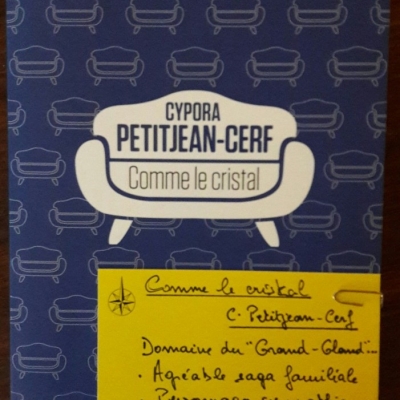 CYPORA
PETITJEAN-CERF
Comme le cristal
Comme le cristal
C. Petitjean-Cerf
Domaine du "Grand-Gland"...
• Agréable saga familiale